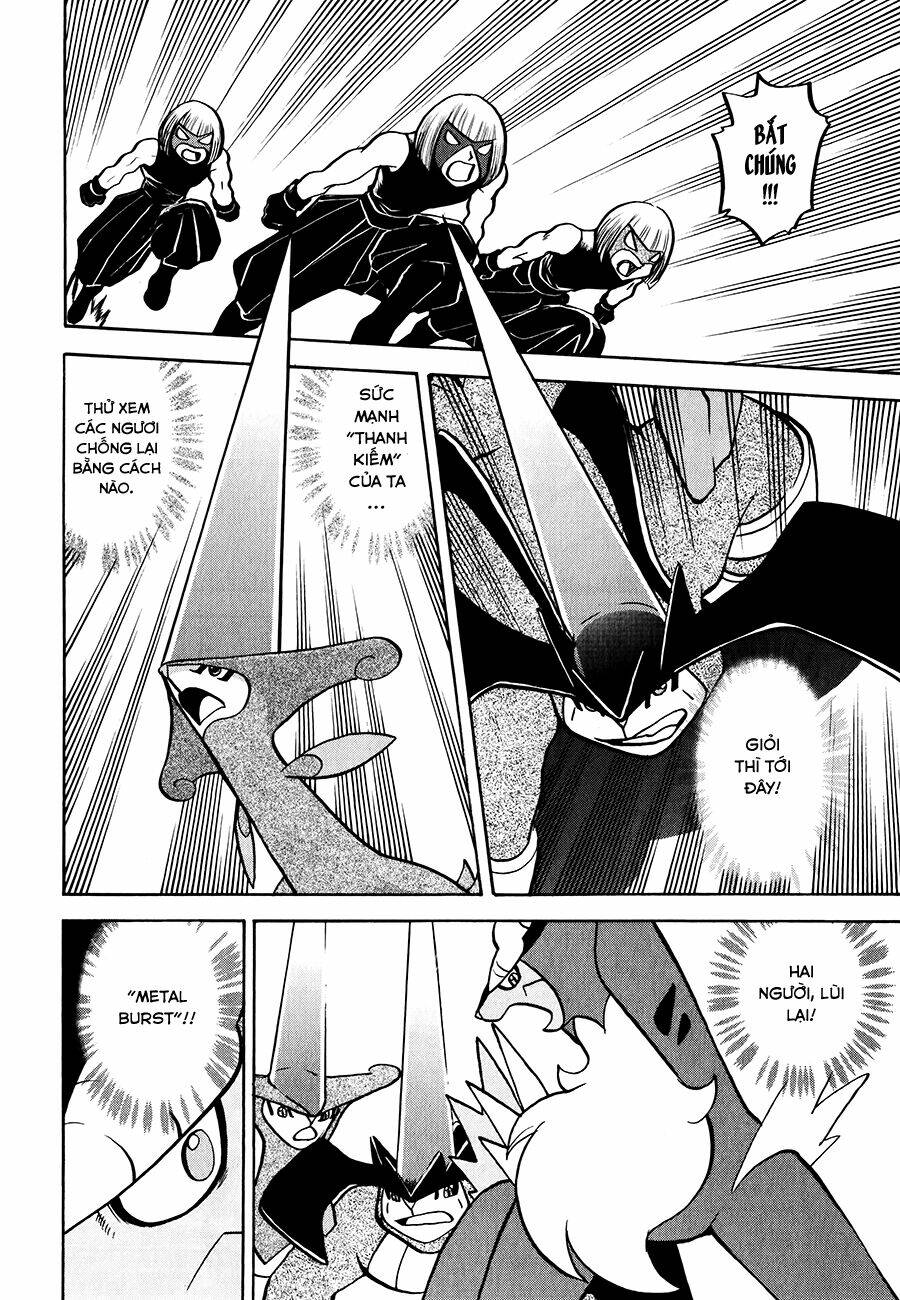 BẮT
CHÚNG
!!!
GIỎI
THÌ TỚI
ĐÂY!
SỨC
MẠNH
"THANH
KIẾM"
CỦA TA
...
THỬ XEM
CÁC NGƯƠI
CHỐNG LẠI
BẰNG CÁCH
NÀO.
HAI
NGƯỜI, LÙI
LẠI!
"METAL
BURST"!!